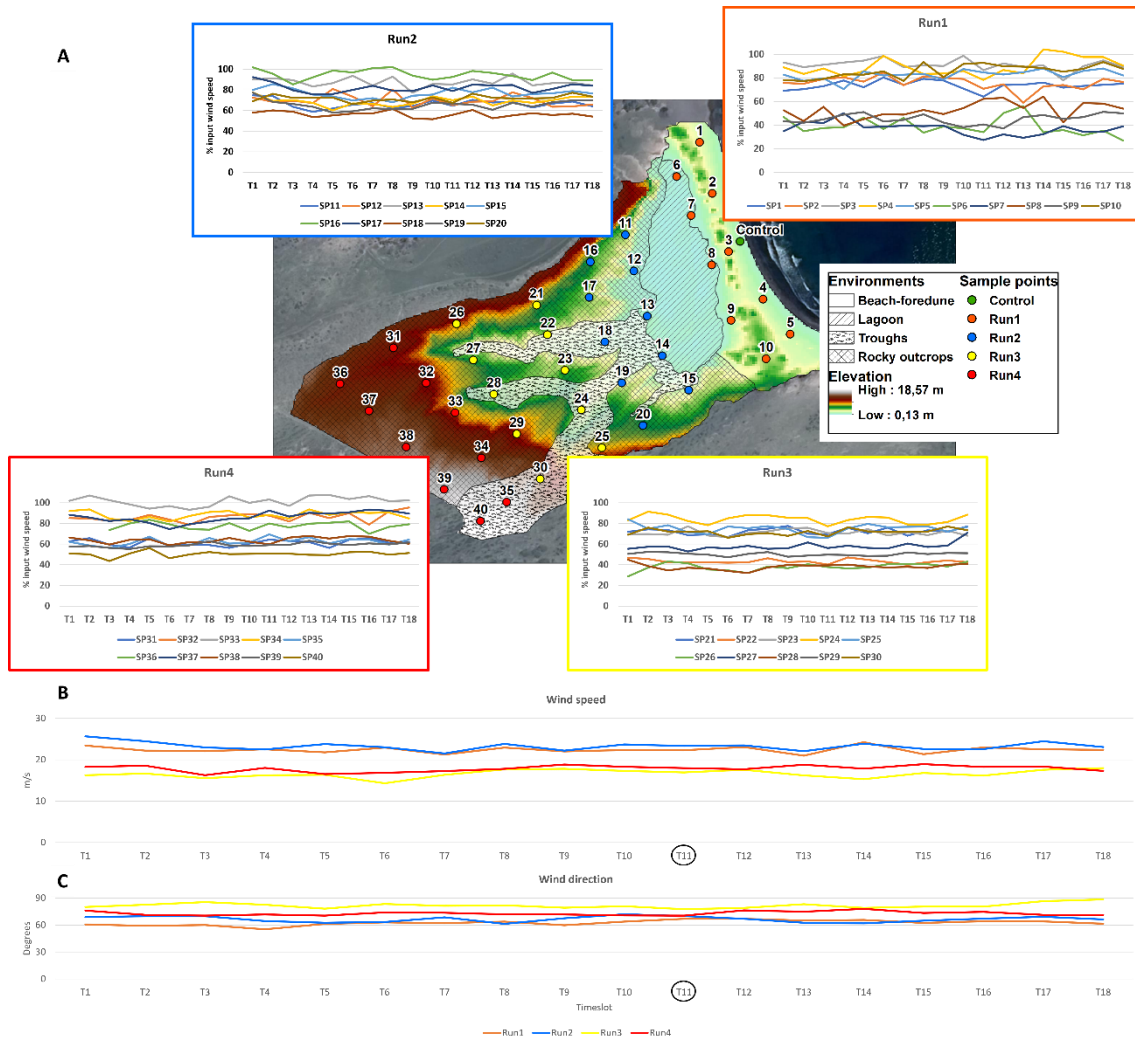 A
Run2
% input wind speed
100
80
60
40
20
0
T1 T2 T3 T4 T5 T6 T7 T8 T9 T10 T11 T12 T13 T14 T15 T16 T17 T18
SP11 SP12 SP13 SP14 SP15
SP16 SP17 SP18 SP19 SP20
Run1
% input wind speed
100
80
60
40
20
0
T1 T2 T3 T4 T5 T6 T7 T8 T9 T10 T11 T12 T13 T14 T15 T16 T17 T18
SP1 SP2 SP3 SP4 SP5 SP6 SP7 SP8 SP9 SP10
1
6
2
7
11
Control
3
16
12
8
17
21
4
26
13
9
5
22
18
31
10
14
27
23
36
32
19
15
28
37
33
24
20
29
38
25
34
30
39
35
40
Environments
Beach-foredune
Lagoon
Troughs
Rocky outcrops
Elevation
High : 18,57 m
Low : 0,13 m
Sample points
Control
Run1
Run2
Run3
Run4
Run4
% input wind speed
100
80
60
40
20
0
T1 T2 T3 T4 T5 T6 T7 T8 T9 T10 T11 T12 T13 T14 T15 T16 T17 T18
SP31 SP32 SP33 SP34 SP35
SP36 SP37 SP38 SP39 SP40
Run3
% input wind speed
100
80
60
40
20
0
T1 T2 T3 T4 T5 T6 T7 T8 T9 T10 T11 T12 T13 T14 T15 T16 T17 T18
SP21 SP22 SP23 SP24 SP25
SP26 SP27 SP28 SP29 SP30
B
Wind speed
m/s
30
20
10
0
T1 T2 T3 T4 T5 T6 T7 T8 T9 T10 T11 T12 T13 T14 T15 T16 T17 T18
C
Wind direction
Degrees
90
60
30
0
T1 T2 T3 T4 T5 T6 T7 T8 T9 T10 T11 T12 T13 T14 T15 T16 T17 T18
Timeslot
Run1 Run2 Run3 Run4